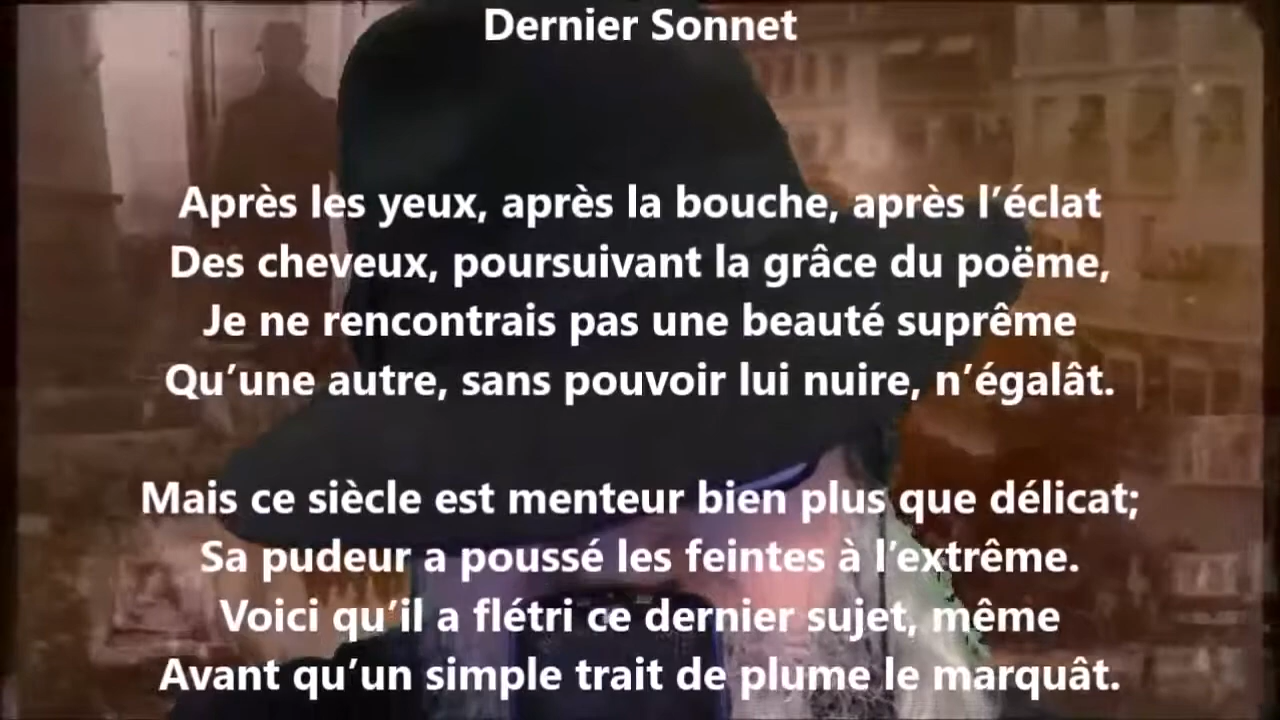 Dernier Sonnet
Après les yeux, après la bouche, après l’éclat
Des cheveux, poursuivant la grâce du poëme,
Je ne rencontrais pas une beauté suprême
Qu’une autre, sans pouvoir lui nuire, n’égalât.
Mais ce siècle est menteur bien plus que délicat;
Sa pudeur a poussé les feintes à l’extrême.
Voici qu’il a flétri ce dernier sujet, même
Avant qu’un simple trait de plume le marquât.